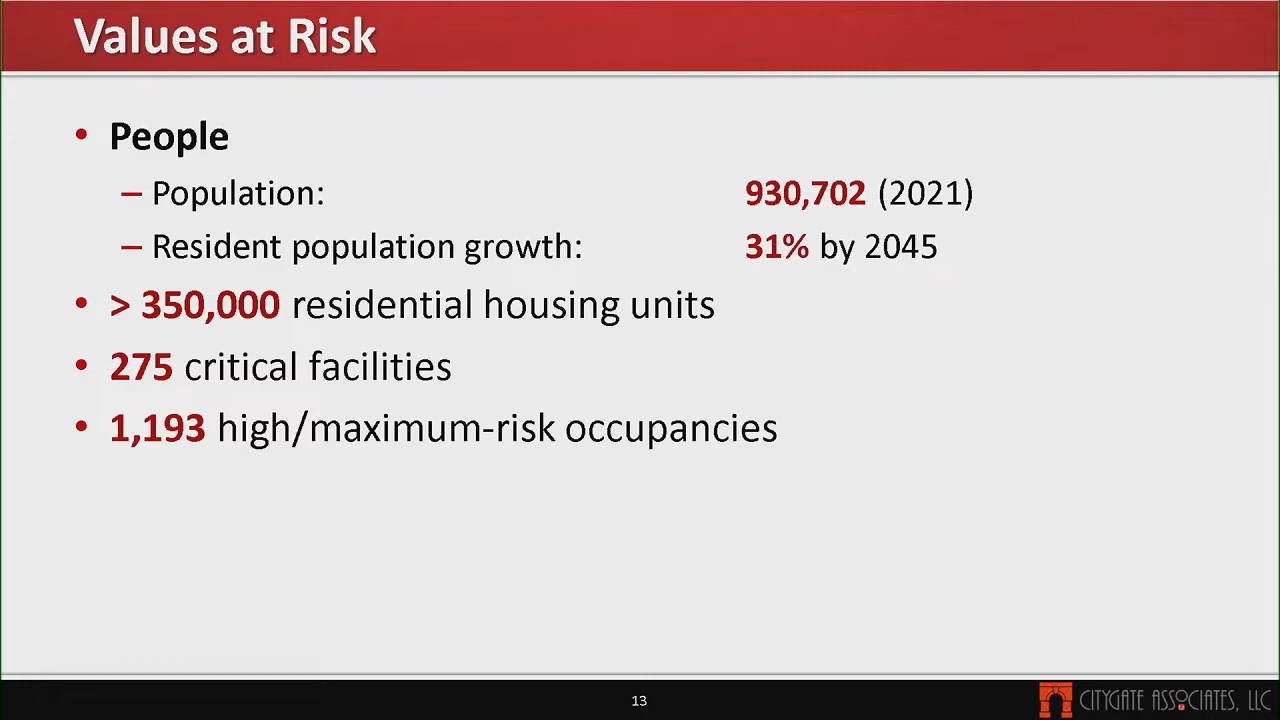 Values at Risk
• People
– Population: 930,702 (2021)
– Resident population growth: 31% by 2045
• > 350,000 residential housing units
• 275 critical facilities
• 1,193 high/maximum-risk occupancies
13
CITYGATE ASSOCIATES, LLC